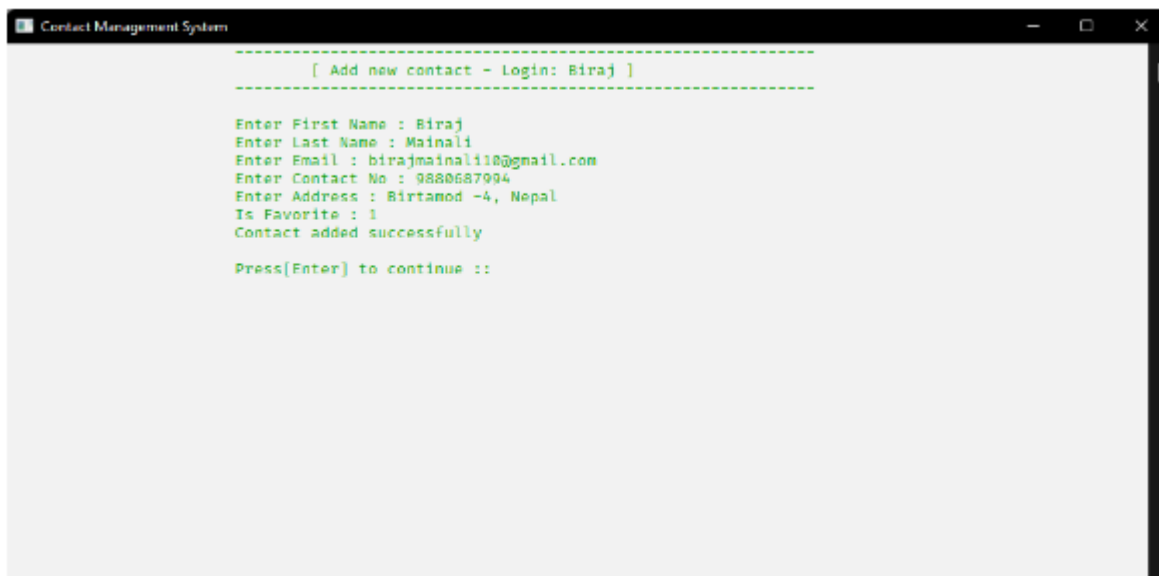 Contact Management System
------------------------------------------------------------
[ Add new contact - Login: Biraj ]
------------------------------------------------------------
Enter First Name : Biraj
Enter Last Name : Mainali
Enter Email : birajmainali10@gmail.com
Enter Contact No : 9880687994
Enter Address : Birtamod -4, Nepal
Is Favorite : 1
Contact added successfully
Press[Enter] to continue ::